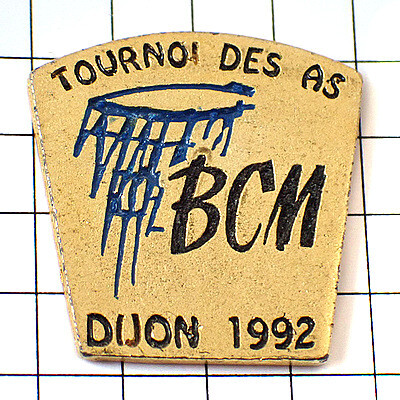 TOURNOI DES AS
BCM
DIJON 1992